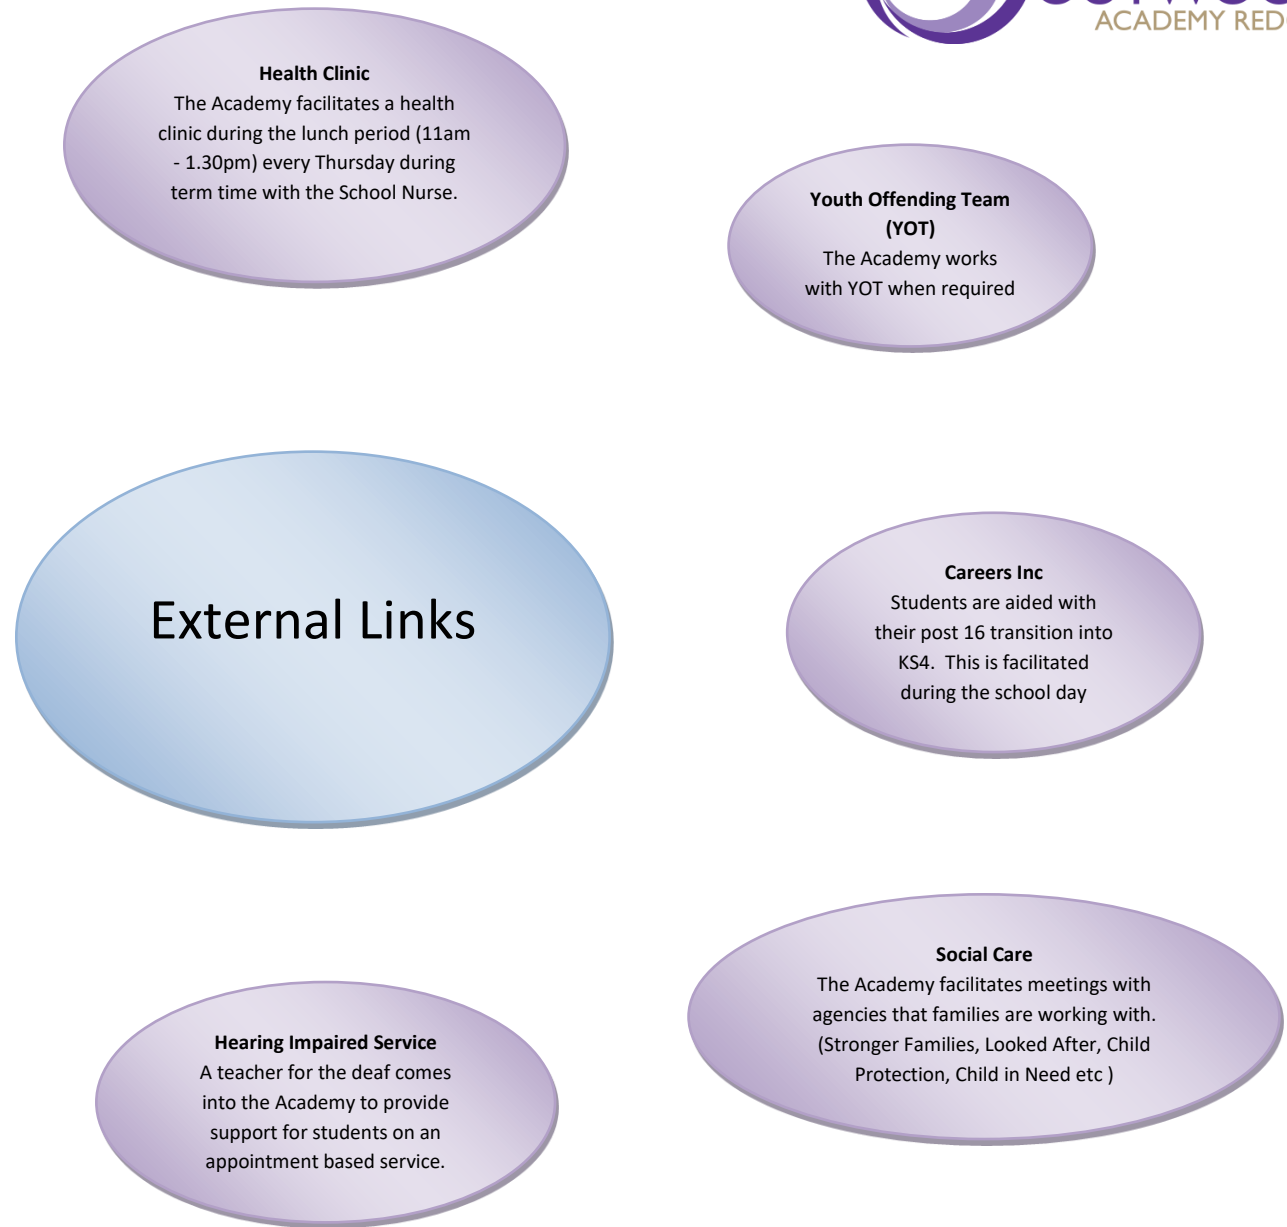 ACADEMY
Health Clinic
The Academy facilitates a health
clinic during the lunch period (11am
- 1.30pm) every Thursday during
term time with the School Nurse.
Youth Offending Team
(YOT)
The Academy works
with YOT when required
External Links
Careers Inc
Students are aided with
their post 16 transition into
KS4.  This is facilitated
during the school day
Social Care
The Academy facilitates meetings with
agencies that families are working with.
(Stronger Families, Looked After, Child
Protection, Child in Need etc )
Hearing Impaired Service
A teacher for the deaf comes
into the Academy to provide
support for students on an
appointment based service.